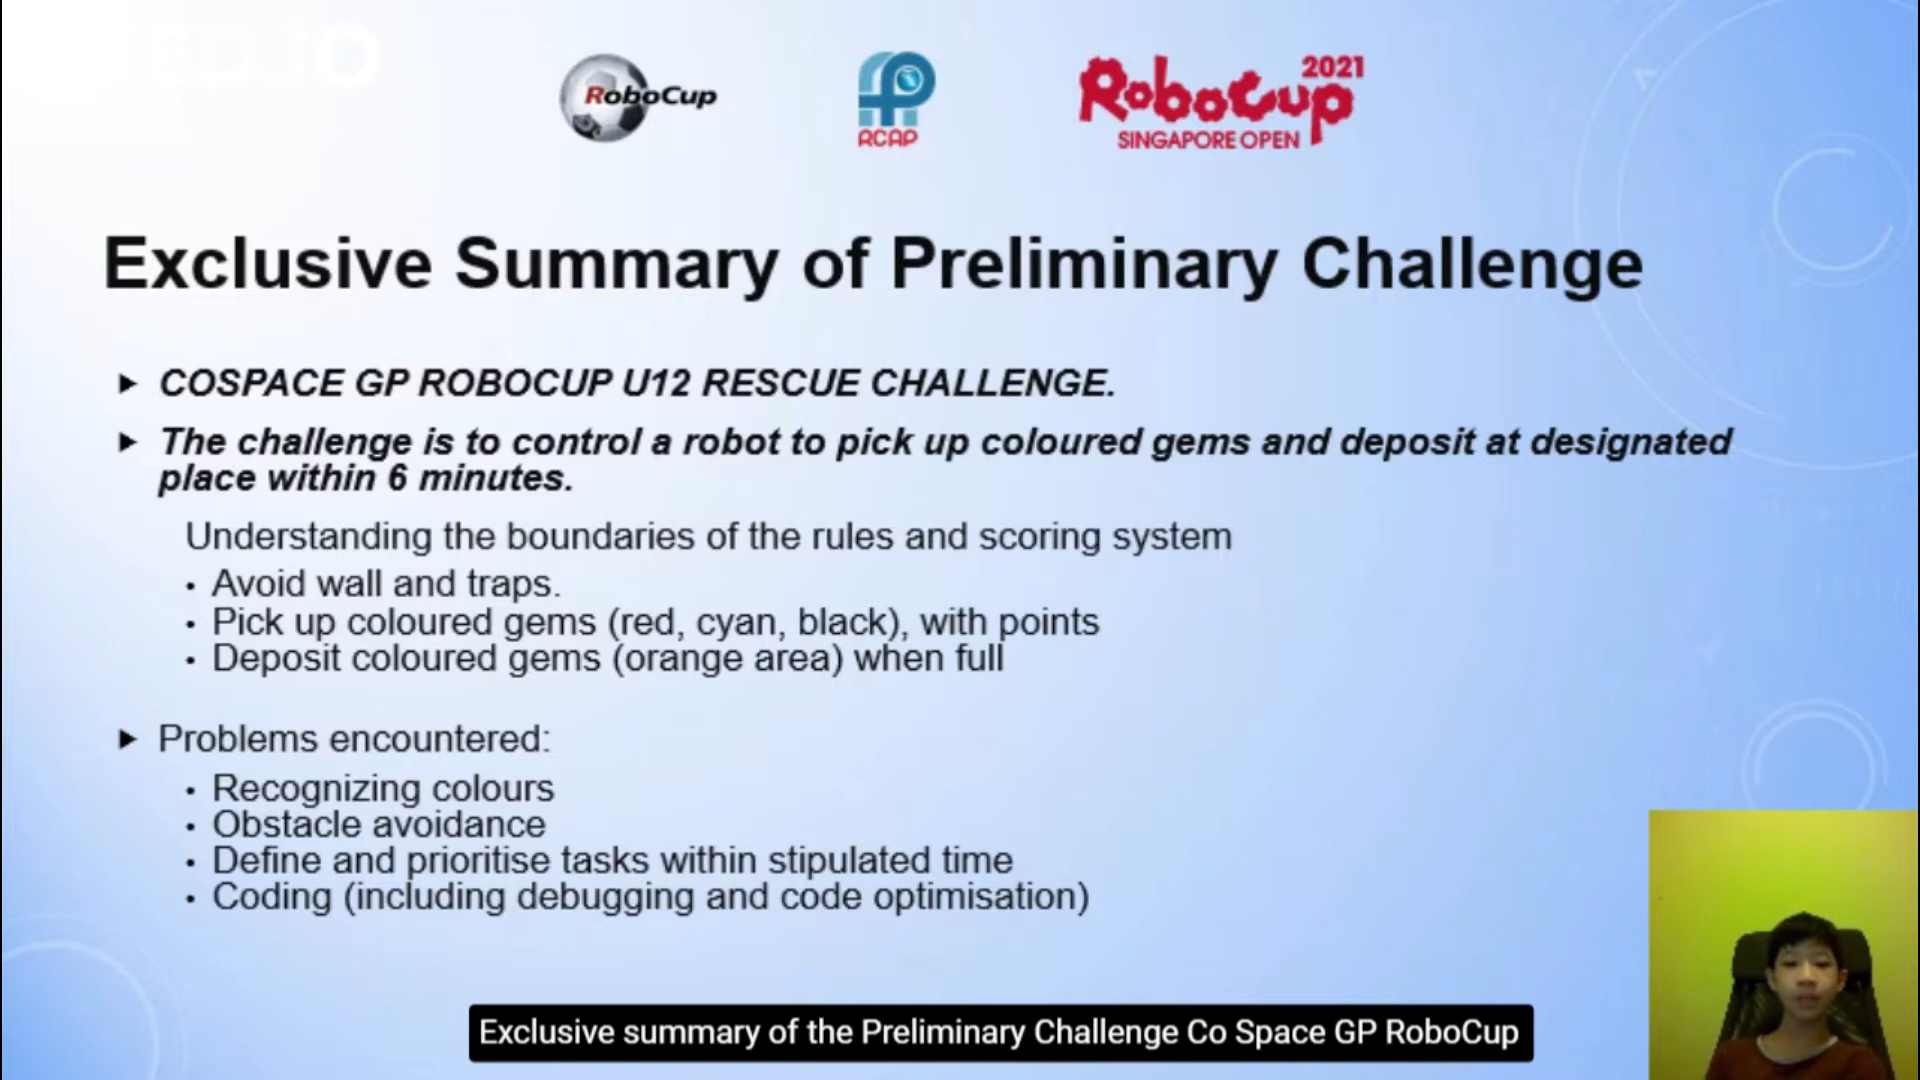 ED.IO
RoboCup
RCAP
RoboCup 2021
SINGAPORE OPEN
Exclusive Summary of Preliminary Challenge
COSPACE GP ROBOCUP U12 RESCUE CHALLENGE.
The challenge is to control a robot to pick up coloured gems and deposit at designated
place within 6 minutes.
Understanding the boundaries of the rules and scoring system
• Avoid wall and traps.
• Pick up coloured gems (red, cyan, black), with points
• Deposit coloured gems (orange area) when full
Problems encountered:
• Recognizing colours
• Obstacle avoidance
• Define and prioritise tasks within stipulated time
• Coding (including debugging and code optimisation)
Exclusive summary of the Preliminary Challenge Co Space GP RoboCup